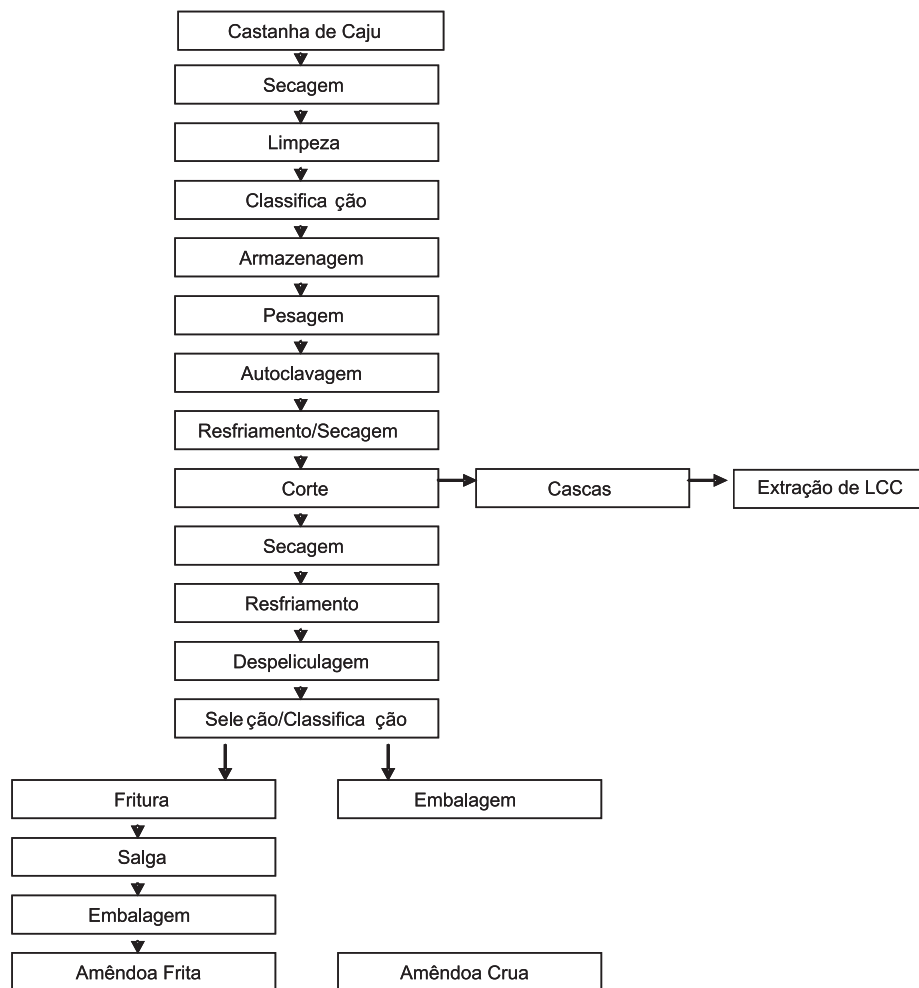 Castanha de Caju
Secagem
Limpeza
Classifica ção
Armazenagem
Pesagem
Autoclavagem
Resfriamento/Secagem
Corte
Cascas
Extração de LCC
Secagem
Resfriamento
Despeliculagem
Sele ção/Classifica ção
Fritura
Embalagem
Salga
Embalagem
Amêndoa Frita
Amêndoa Crua